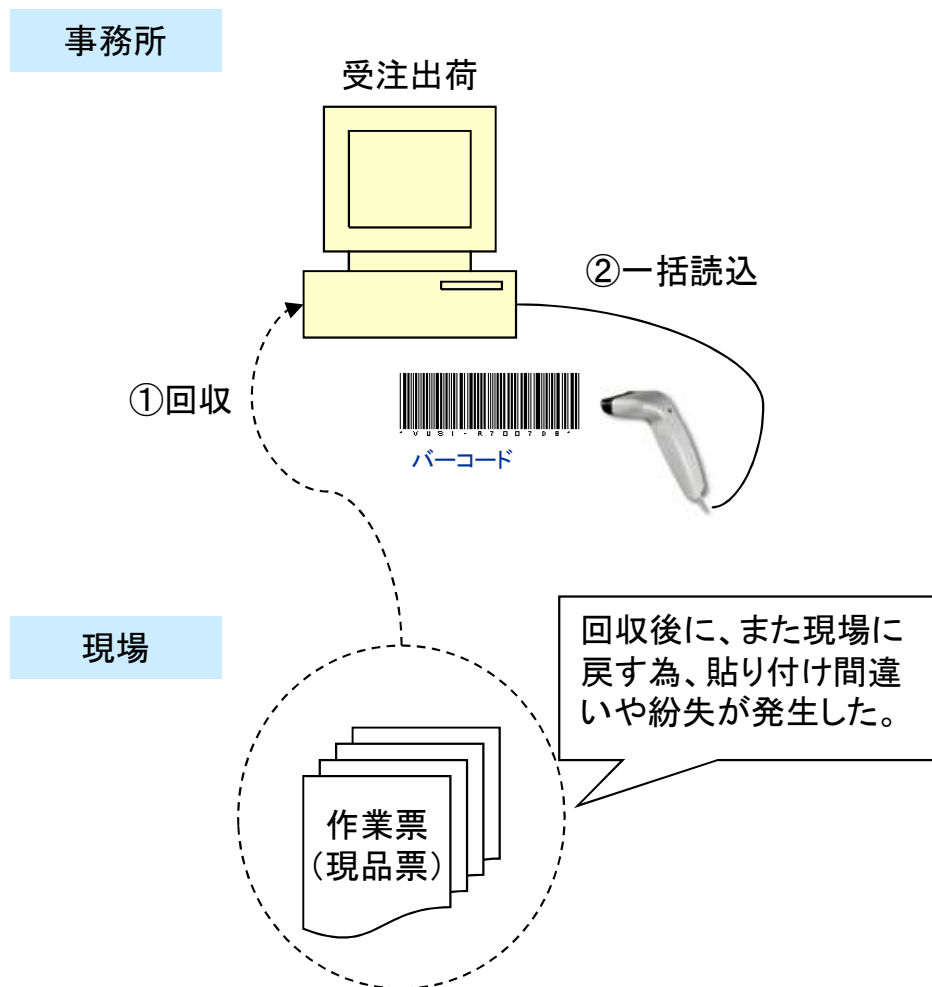 事務所
受注出荷
②一括読込
①回収
バーコード
現場
回収後に、また現場に
戻す為、貼り付け間違
いや紛失が発生した。
作業票
（現品票）